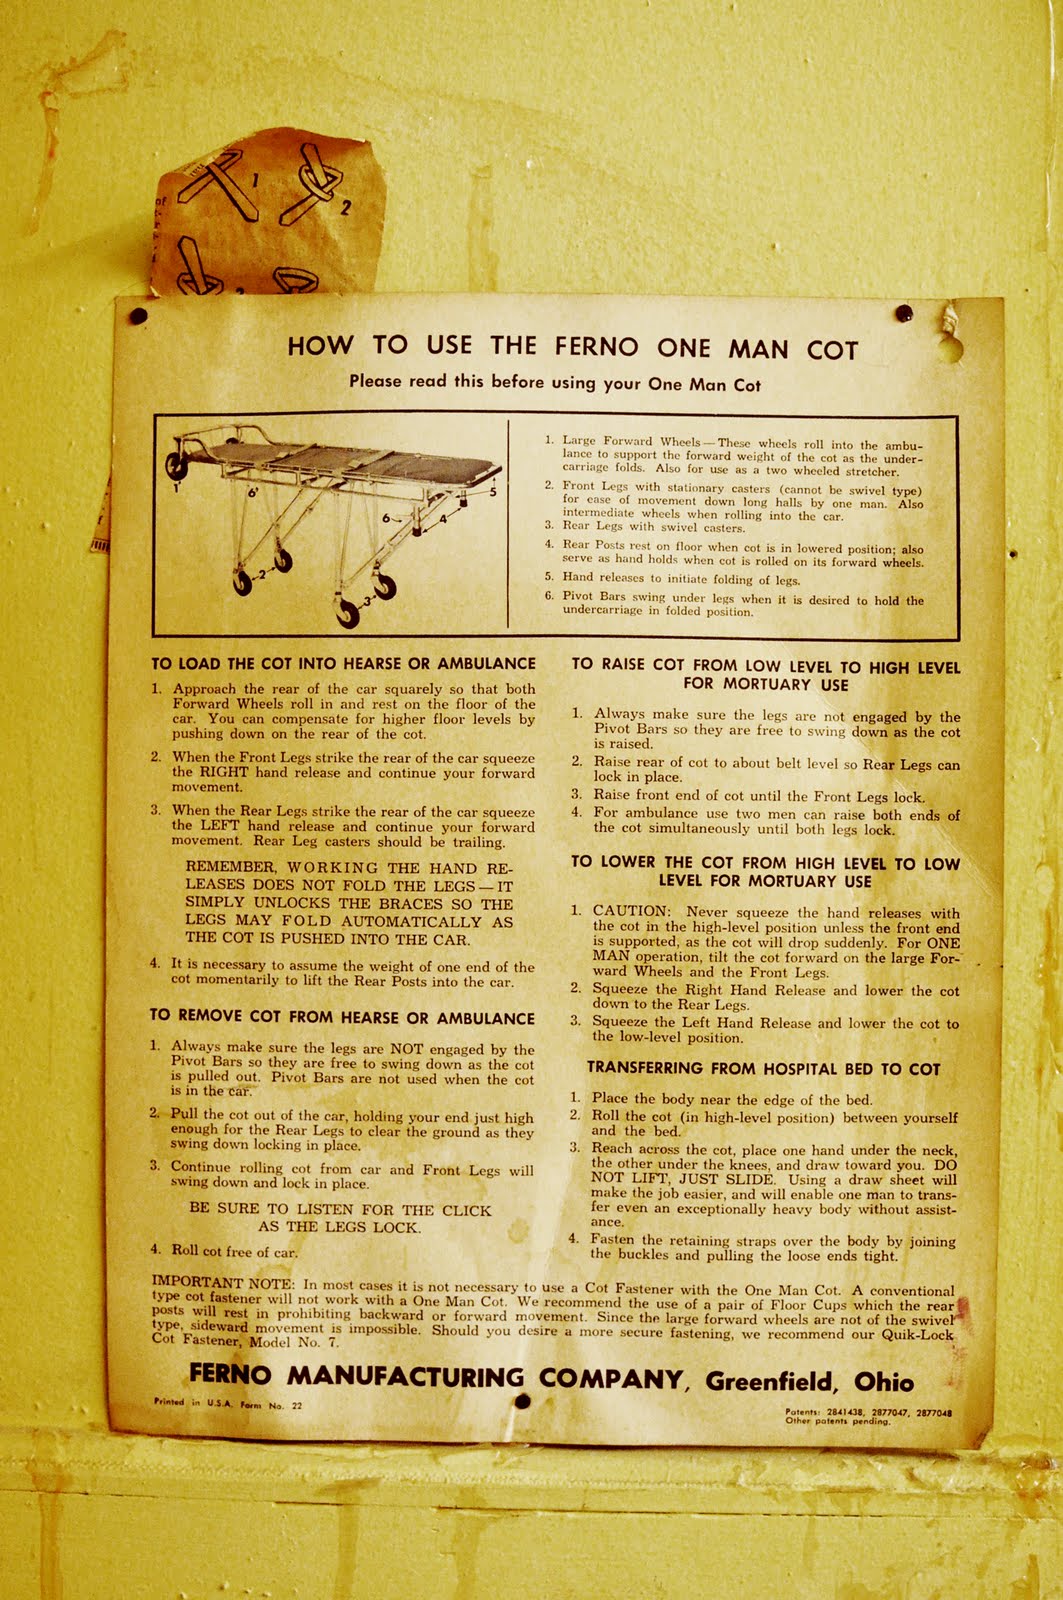 1
2
3
of
HOW TO USE THE FERNO ONE MAN COT
Please read this before using your One Man Cot
1
6
2
3
6
4
5
1. Large Forward Wheels — These wheels roll into the ambu-
lance to support the forward weight of the cot as the under-
carriage folds. Also for use as a two wheeled stretcher.
2. Front Legs with stationary casters (cannot be swivel type)
for ease of movement down long halls by one man. Also
intermediate wheels when rolling into the car.
3. Rear Legs with swivel casters.
4. Rear Posts rest on floor when cot is in lowered position; also
serve as hand holds when cot is rolled on its forward wheels.
5. Hand releases to initiate folding of legs.
6. Pivot Bars swing under legs when it is desired to hold the
undercarriage in folded position.
TO LOAD THE COT INTO HEARSE OR AMBULANCE
1. Approach the rear of the car squarely so that both
Forward Wheels roll in and rest on the floor of the
car. You can compensate for higher floor levels by
pushing down on the rear of the cot.
2. When the Front Legs strike the rear of the car squeeze
the RIGHT hand release and continue your forward
movement.
3. When the Rear Legs strike the rear of the car squeeze
the LEFT hand release and continue your forward
movement. Rear Leg casters should be trailing.
REMEMBER, WORKING THE HAND RE-
LEASES DOES NOT FOLD THE LEGS — IT
SIMPLY UNLOCKS THE BRACES SO THE
LEGS MAY FOLD AUTOMATICALLY AS
THE COT IS PUSHED INTO THE CAR.
4. It is necessary to assume the weight of one end of the
cot momentarily to lift the Rear Posts into the car.
TO REMOVE COT FROM HEARSE OR AMBULANCE
1. Always make sure the legs are NOT engaged by the
Pivot Bars so they are free to swing down as the cot
is pulled out. Pivot Bars are not used when the cot
is in the car.
2. Pull the cot out of the car, holding your end just high
enough for the Rear Legs to clear the ground as they
swing down locking in place.
3. Continue rolling cot from car and Front Legs will
swing down and lock in place.
BE SURE TO LISTEN FOR THE CLICK
AS THE LEGS LOCK.
4. Roll cot free of car.
TO RAISE COT FROM LOW LEVEL TO HIGH LEVEL
FOR MORTUARY USE
1. Always make sure the legs are not engaged by the
Pivot Bars so they are free to swing down as the cot
is raised.
2. Raise rear of cot to about belt level so Rear Legs can
lock in place.
3. Raise front end of cot until the Front Legs lock.
4. For ambulance use two men can raise both ends of
the cot simultaneously until both legs lock.
TO LOWER THE COT FROM HIGH LEVEL TO LOW
LEVEL FOR MORTUARY USE
1. CAUTION: Never squeeze the hand releases with
the cot in the high-level position unless the front end
is supported, as the cot will drop suddenly. For ONE
MAN operation, tilt the cot forward on the large For-
ward Wheels and the Front Legs.
2. Squeeze the Right Hand Release and lower the cot
down to the Rear Legs.
3. Squeeze the Left Hand Release and lower the cot to
the low-level position.
TRANSFERRING FROM HOSPITAL BED TO COT
1. Place the body near the edge of the bed.
2. Roll the cot (in high-level position) between yourself
and the bed.
3. Reach across the cot, place one hand under the neck,
the other under the knees, and draw toward you. DO
NOT LIFT, JUST SLIDE. Using a draw sheet will
make the job easier, and will enable one man to trans-
fer even an exceptionally heavy body without assist-
ance.
4. Fasten the retaining straps over the body by joining
the buckles and pulling the loose ends tight.
IMPORTANT NOTE: In most cases it is not necessary to use a Cot Fastener with the One Man Cot. A conventional
type cot fastener will not work with a One Man Cot. We recommend the use of a pair of Floor Cups which the rear
posts will rest in prohibiting backward or forward movement. Since the large forward wheels are not of the swivel
type, sideward movement is impossible. Should you desire a more secure fastening, we recommend our Quik-Lock
Cot Fastener, Model No. 7.
FERNO MANUFACTURING COMPANY, Greenfield, Ohio
Printed in U.S.A. Form No. 22
Patents: 2841438, 2877047, 2877048
Other patents pending.